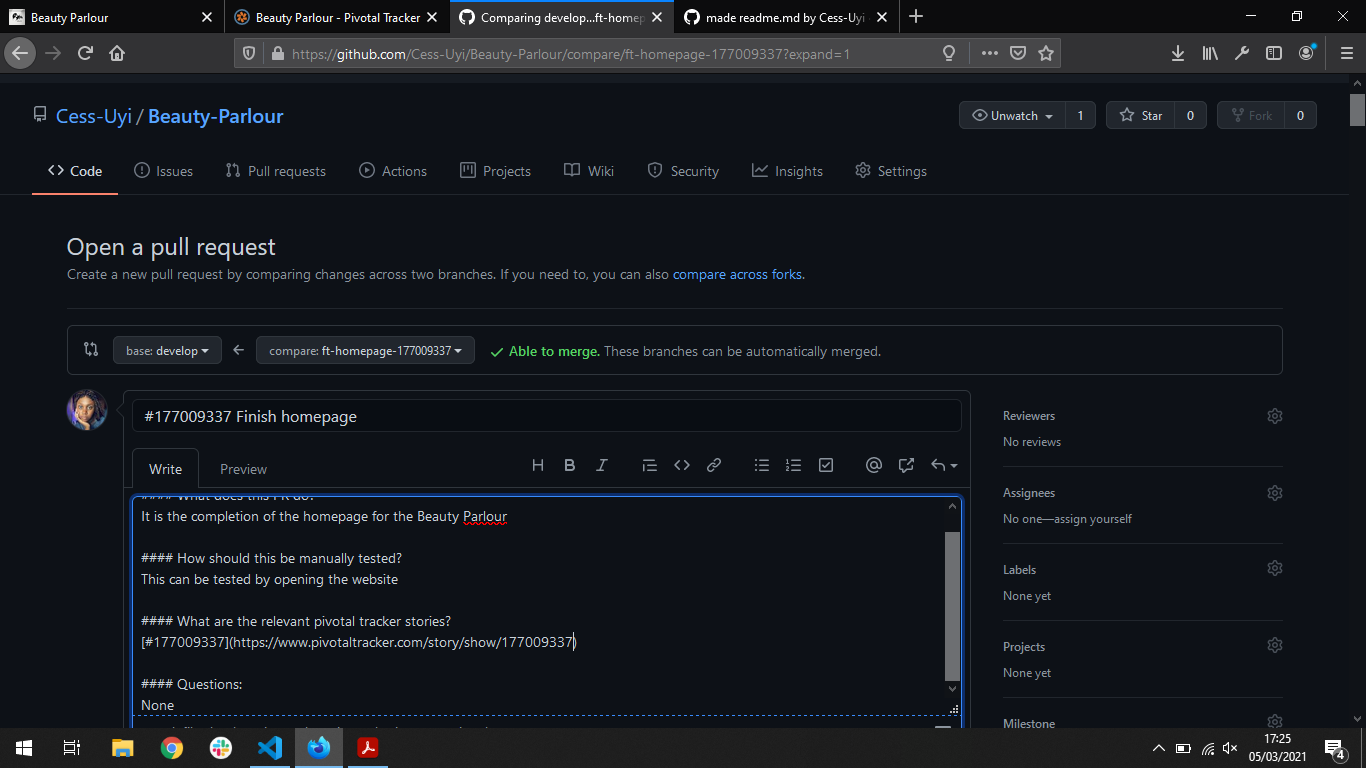 Beauty Parlour
Beauty Parlour - Pivotal Tracker
Comparing develop...ft-homep
made readme.md by Cess-Uyi
https://github.com/Cess-Uyi/Beauty-Parlour/compare/ft-homepage-177009337?expand=1
Cess-Uyi / Beauty-Parlour
Unwatch 1
Star 0
Fork 0
Code
Issues
Pull requests
Actions
Projects
Wiki
Security
Insights
Settings
Open a pull request
Create a new pull request by comparing changes across two branches. If you need to, you can also compare across forks.
base: develop
compare: ft-homepage-177009337
Able to merge. These branches can be automatically merged.
#177009337 Finish homepage
Write
Preview
#### What does this PR do?
It is the completion of the homepage for the Beauty Parlour
#### How should this be manually tested?
This can be tested by opening the website
#### What are the relevant pivotal tracker stories?
[#177009337](https://www.pivotaltracker.com/story/show/177009337)
#### Questions:
None
Reviewers
No reviews
Assignees
No one—assign yourself
Labels
None yet
Projects
None yet
Milestone
17:25
05/03/2021
4